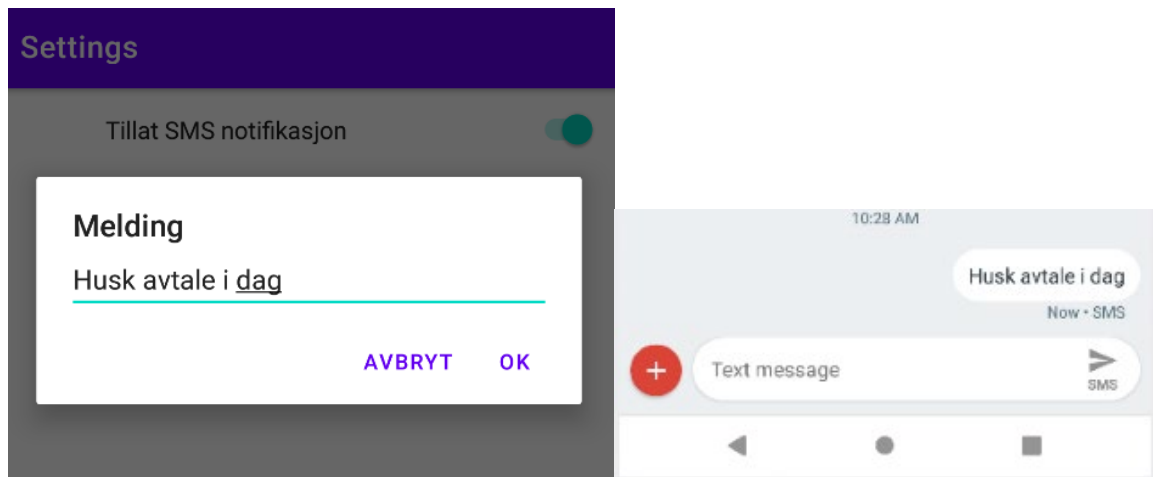 Settings
Tillat SMS notifikasjon
Melding
Husk avtale i dag
AVBRYT OK
10:28 AM
Husk avtale i dag
Now • SMS
Text message
SMS